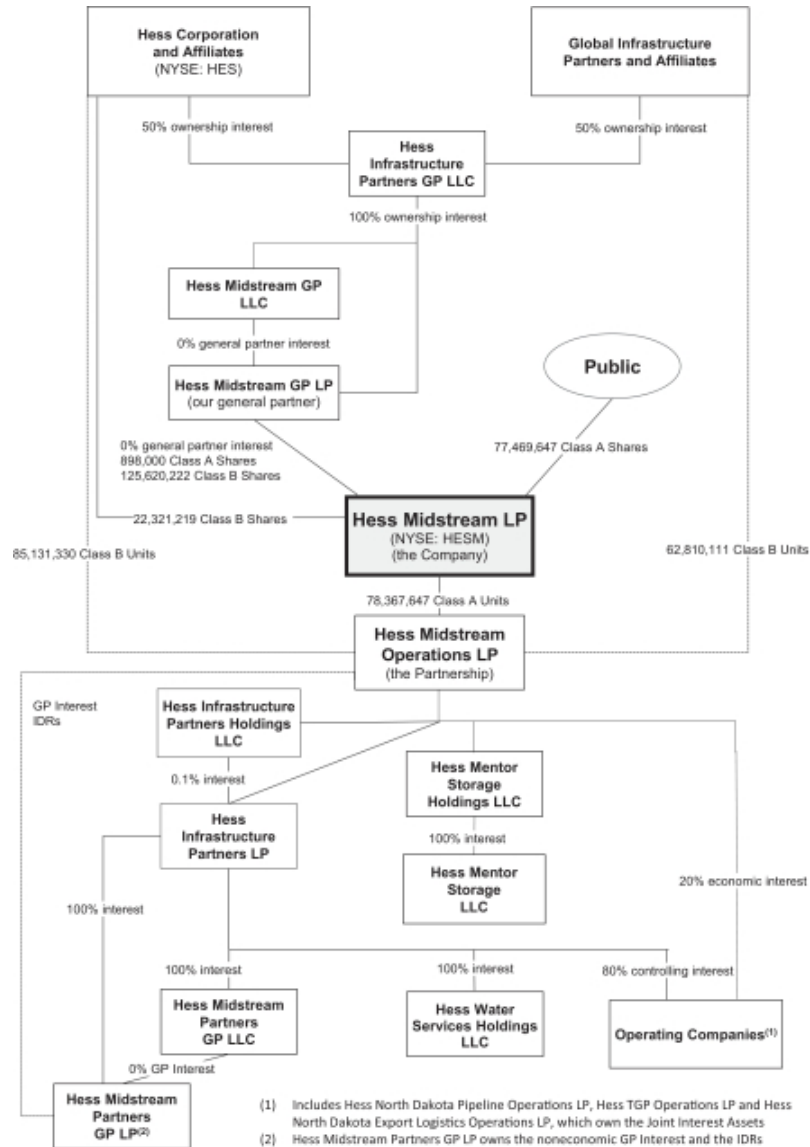 Hess Corporation
and Affiliates
(NYSE: HES)
Global Infrastructure
Partners and Affiliates
50% ownership interest
50% ownership interest
Hess
Infrastructure
Partners GP LLC
100% ownership interest
Hess Midstream GP
LLC
0% general partner interest
Hess Midstream GP LP
(our general partner)
Public
0% general partner interest
898,000 Class A Shares
125,620,222 Class B Shares
77,469,647 Class A Shares
22,321,219 Class B Shares
Hess Midstream LP
(NYSE: HESM)
(the Company)
85,131,330 Class B Units
62,810,111 Class B Units
78,367,647 Class A Units
Hess Midstream
Operations LP
(the Partnership)
GP Interest
IDRs
Hess Infrastructure
Partners Holdings
LLC
0.1% interest
Hess Mentor
Storage
Holdings LLC
Hess
Infrastructure
Partners LP
100% interest
Hess Mentor
Storage
LLC
100% interest
20% economic interest
100% interest
100% interest
80% controlling interest
Hess Midstream
Partners
GP LLC
Hess Water
Services Holdings
LLC
Operating Companies(1)
0% GP Interest
Hess Midstream
Partners
GP LP(2)
(1) Includes Hess North Dakota Pipeline Operations LP, Hess TGP Operations LP and Hess
North Dakota Export Logistics Operations LP, which own the Joint Interest Assets
(2) Hess Midstream Partners GP LP owns the noneconomic GP Interest and the IDRs